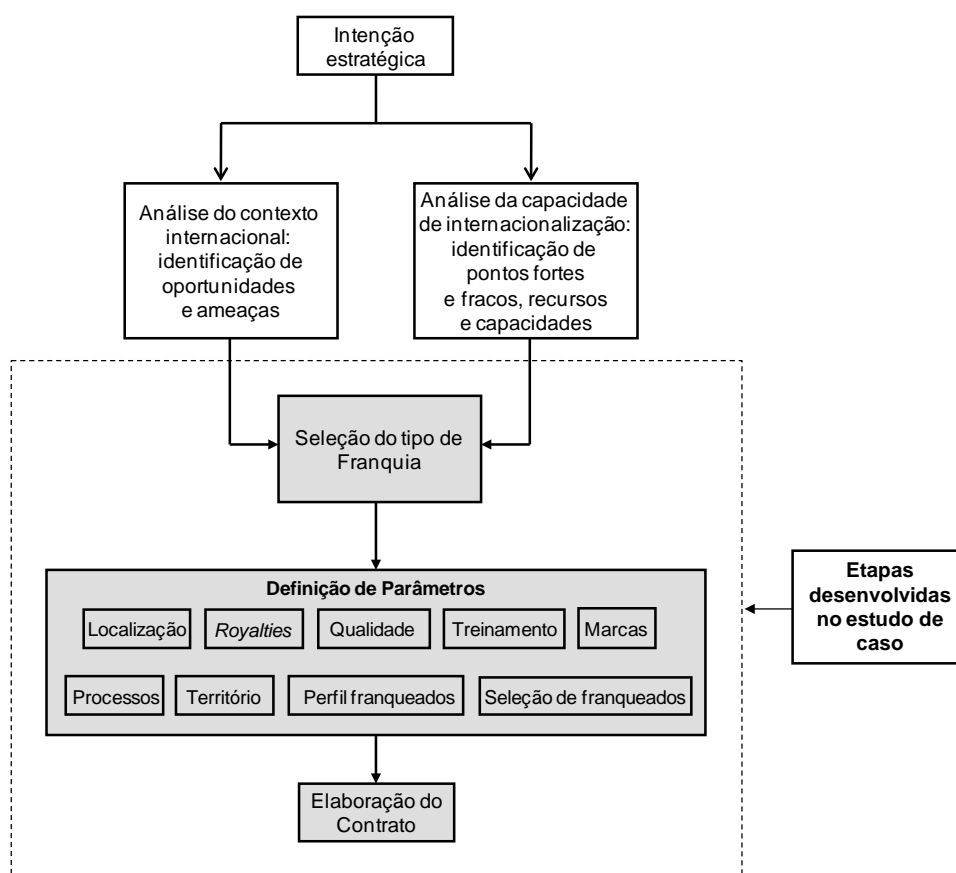 Intenção
estratégica
Análise do contexto
internacional:
identificação de
oportunidades
e ameaças
Análise da capacidade
de internacionalização:
identificação de
pontos fortes
e fracos, recursos
e capacidades
Seleção do tipo de
Franquia
Definição de Parâmetros
Localização
Royalties
Qualidade
Treinamento
Marcas
Processos
Território
Perfil franqueados
Seleção de franqueados
Etapas
desenvolvidas
no estudo de
caso
Elaboração do
Contrato